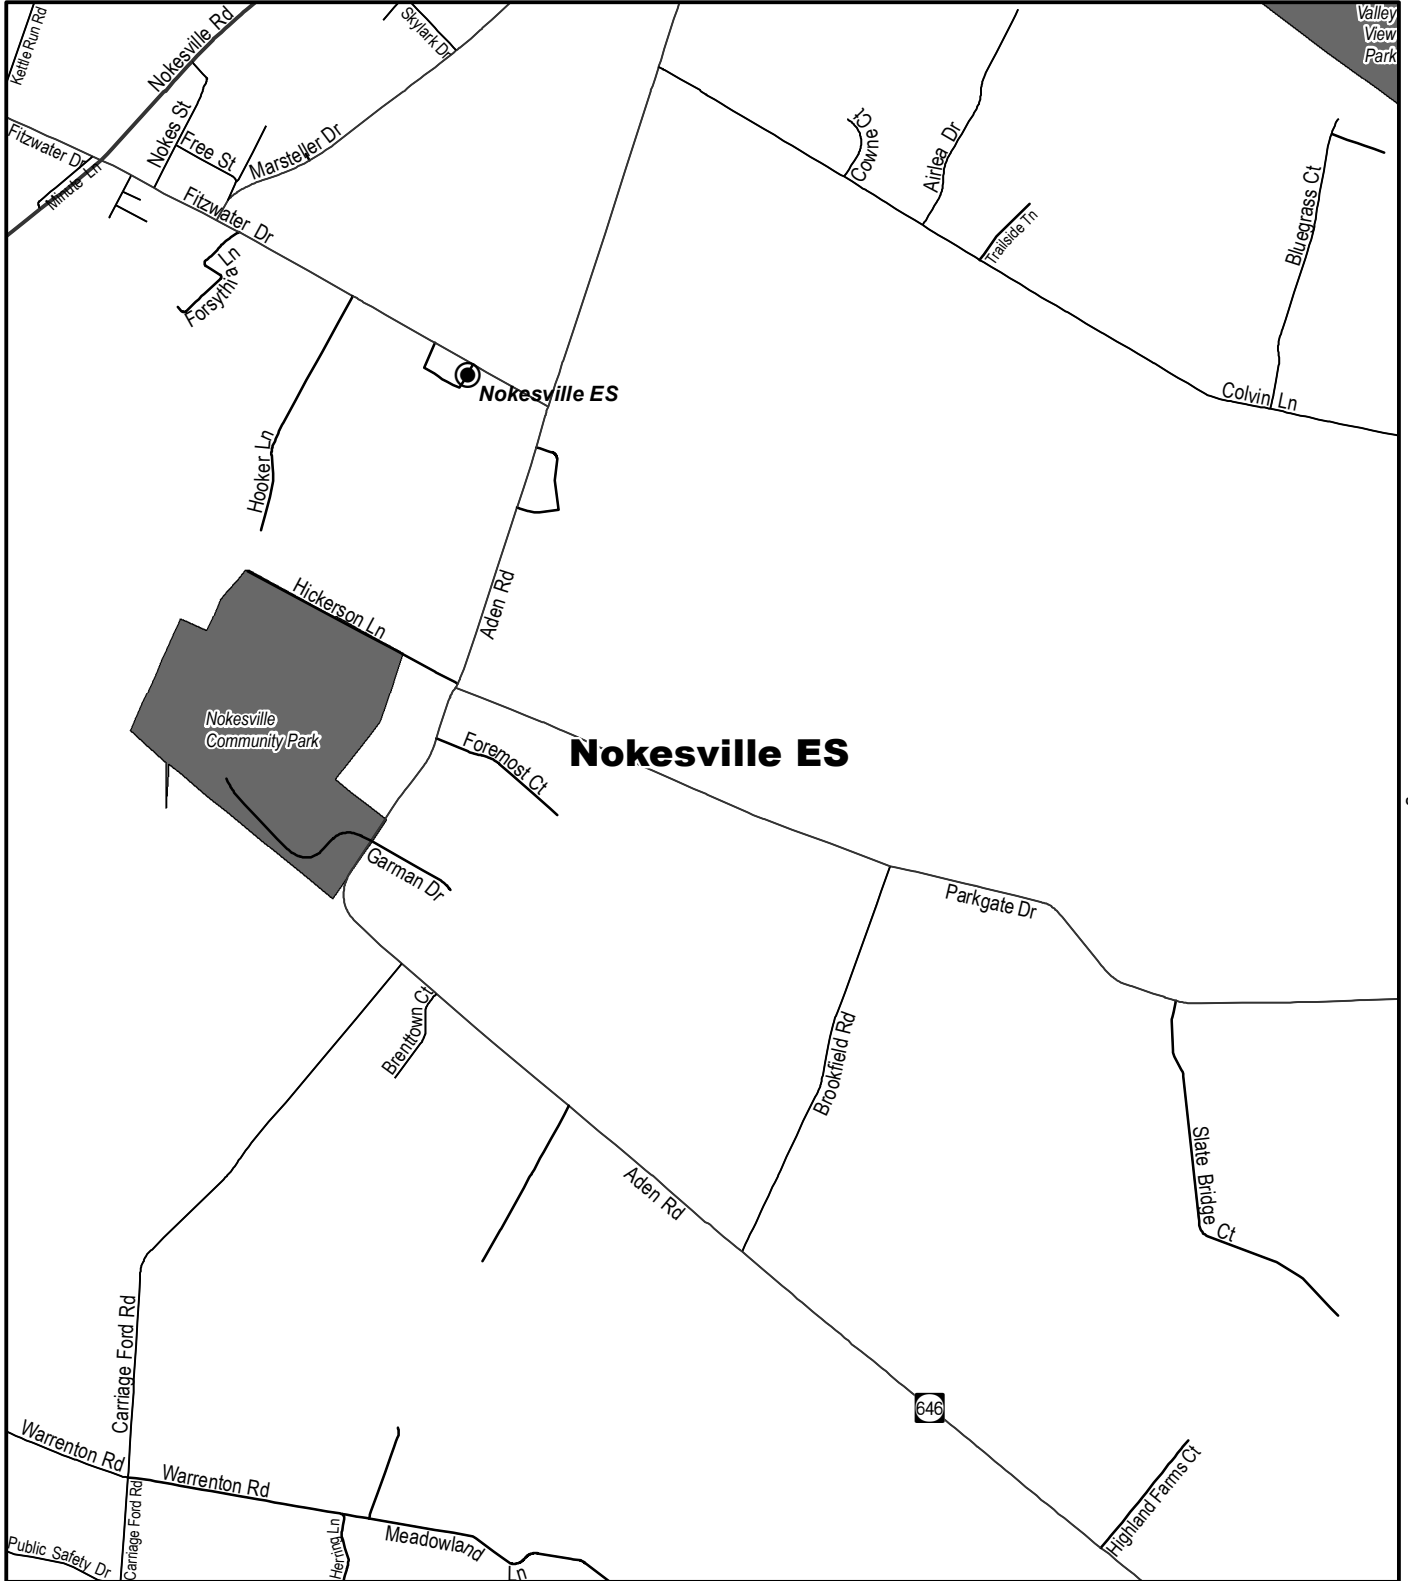 Kettle Run Rd
Nokesville Rd
Skylark Dr
Valley
View
Park
Fitzwater Dr
Minute Ln
Nokes St
Free St
Marsteller Dr
Fitzwater Dr
Forsythia Ln
Cowne Ct
Airlea Dr
Trailside Tn
Bluegrass Ct
Colvin Ln
Nokesville ES
Hooker Ln
Hickerson Ln
Aden Rd
Nokesville
Community Park
Foremost Ct
Nokesville ES
Garman Dr
Parkgate Dr
Brenttown Ct
Brookfield Rd
Aden Rd
Slate Bridge Ct
Carriage Ford Rd
646
Warrenton Rd
Warrenton Rd
Highland Farms Ct
Carriage Ford Rd
Herring Ln
Meadowland Ln
Public Safety Dr